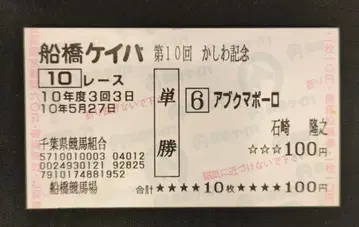 船橋ケイバ 第10回 かしわ記念
10 レース
10年度3回3日
10年5月27日
単勝
6 アブクマポーロ
石崎 隆之
☆☆☆100円
千葉県競馬組合
5710010003 04012
0024930121 92825
7910174881952
船橋競馬場
合計★★★★10枚★★★★100円